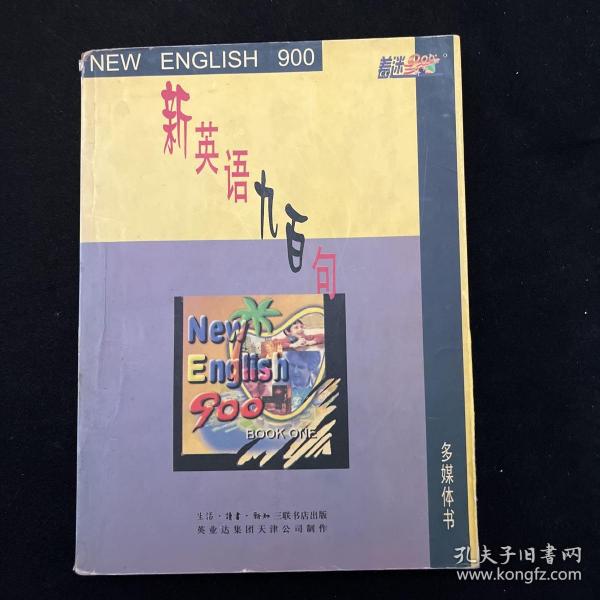 NEW ENGLISH 900
新英语九百句
New
English
900
BOOK ONE
多媒体书
生活·读书·新知三联书店出版
英业达集团天津公司制作
孔夫子旧书网
www.kongfz.com